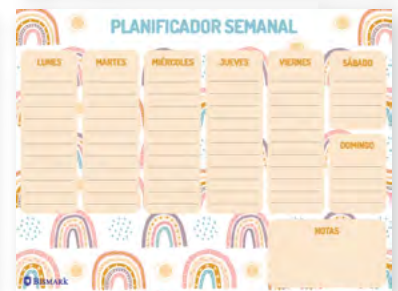 PLANIFICADOR SEMANAL
LUNES MARTES MIÉRCOLES JUEVES VIERNES SÁBADO
DOMINGO
NOTAS
BISMARK